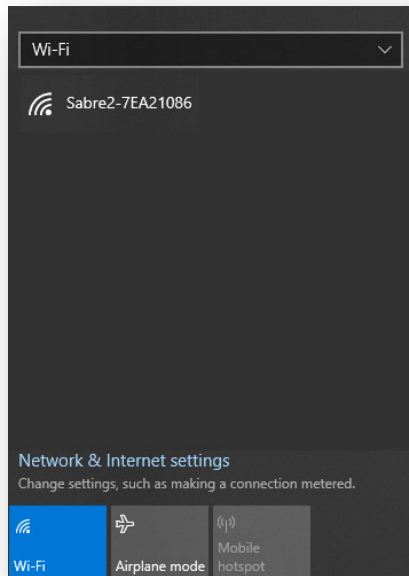 Wi-Fi
Sabre2-7EA21086
Network & Internet settings
Change settings, such as making a connection metered.
Wi-Fi
Airplane mode
Mobile
hotspot